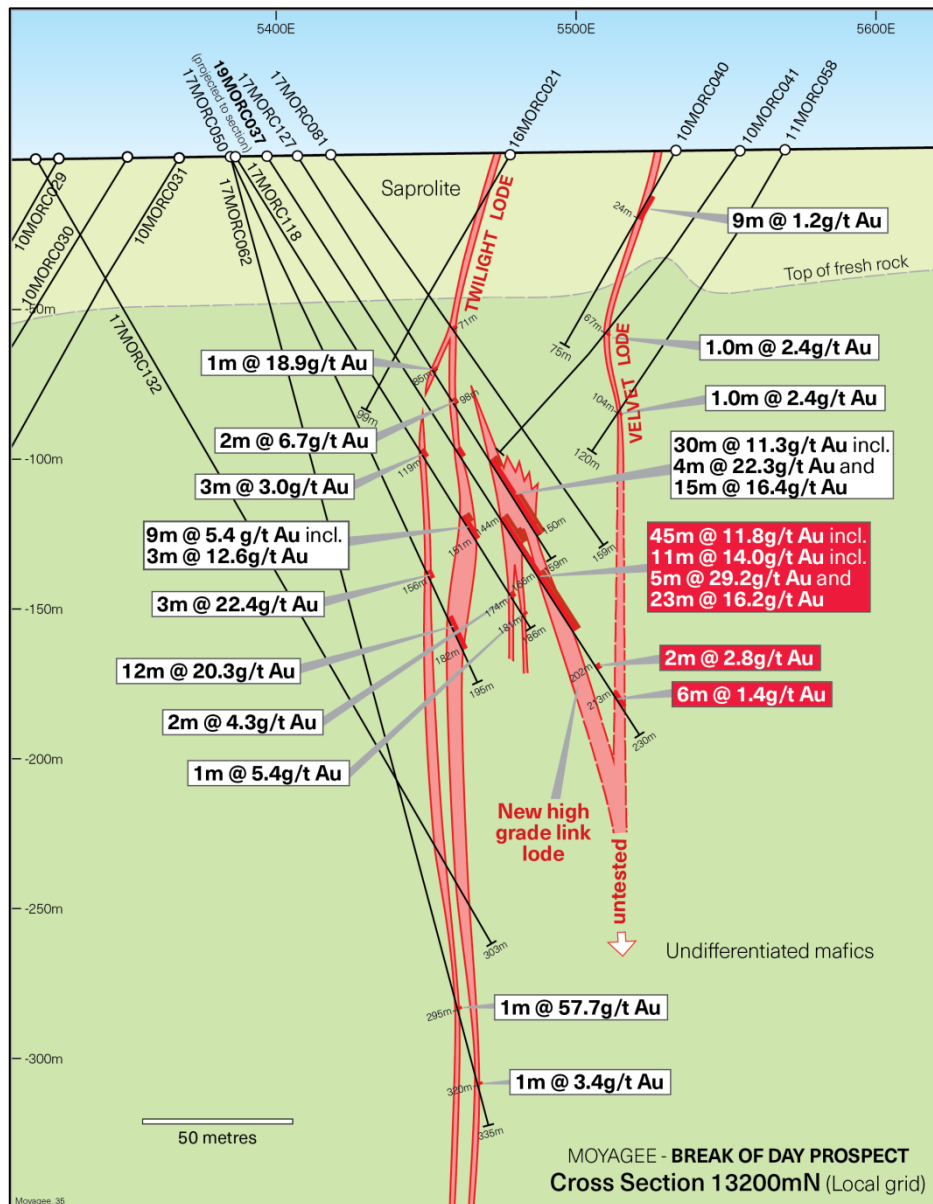 5400E
5500E
5600E
17MORC050
19MORC037
(projected to section)
17MORC127
17MORC081
16MORC021
10MORC040
10MORC041
11MORC058
10MORC029
10MORC030
10MORC031
17MORC062
17MORC118
17MORC132
Saprolite
TWILIGHT LODE
24m
9m @ 1.2g/t Au
Top of fresh rock
-50m
71m
67m
75m
1.0m @ 2.4g/t Au
1m @ 18.9g/t Au
85m
VELVET LODE
98m
99m
104m
1.0m @ 2.4g/t Au
2m @ 6.7g/t Au
-100m
119m
120m
30m @ 11.3g/t Au incl.
4m @ 22.3g/t Au and
15m @ 16.4g/t Au
3m @ 3.0g/t Au
144m
150m
9m @ 5.4 g/t Au incl.
3m @ 12.6g/t Au
151m
159m
159m
45m @ 11.8g/t Au incl.
11m @ 14.0g/t Au incl.
5m @ 29.2g/t Au and
23m @ 16.2g/t Au
156m
3m @ 22.4g/t Au
-150m
174m
181m
186m
182m
12m @ 20.3g/t Au
202m
2m @ 2.8g/t Au
195m
213m
6m @ 1.4g/t Au
2m @ 4.3g/t Au
230m
-200m
1m @ 5.4g/t Au
New high
grade link
lode
untested
-250m
303m
Undifferentiated mafics
295m
1m @ 57.7g/t Au
-300m
320m
1m @ 3.4g/t Au
335m
50 metres
MOYAGEE - BREAK OF DAY PROSPECT
Cross Section 13200mN (Local grid)
Moyagee_35